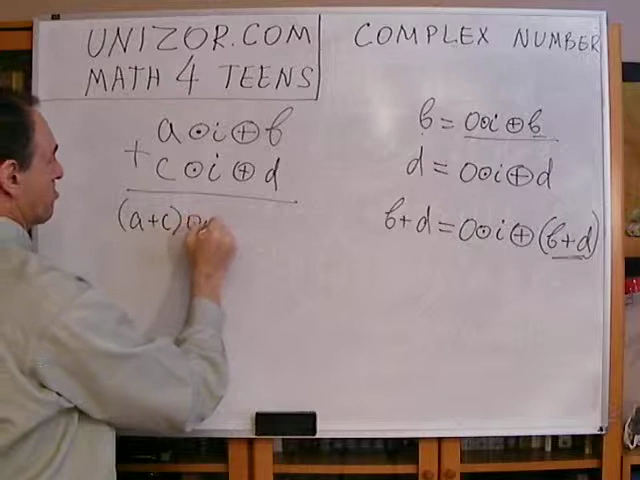 UNIZOR.COM
MATH 4 TEENS
COMPLEX NUMBER
a⊙i⊕b
+ c⊙i⊕d
(a+c)⊙
b=0⊙i⊕b
d=0⊙i⊕d
b+d=0⊙i⊕(b+d)